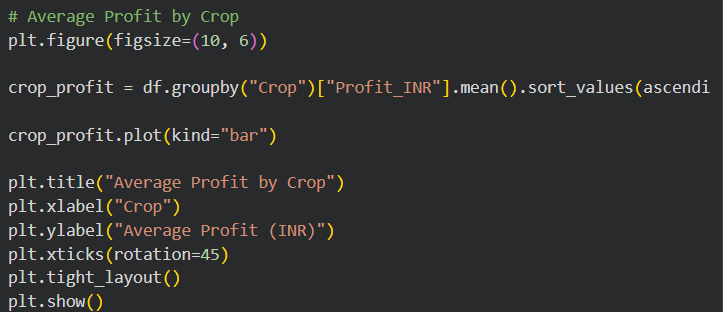 # Average Profit by Crop
plt.figure(figsize=(10, 6))
crop_profit = df.groupby("Crop")["Profit_INR"].mean().sort_values(ascendi
crop_profit.plot(kind="bar")
plt.title("Average Profit by Crop")
plt.xlabel("Crop")
plt.ylabel("Average Profit (INR)")
plt.xticks(rotation=45)
plt.tight_layout()
plt.show()